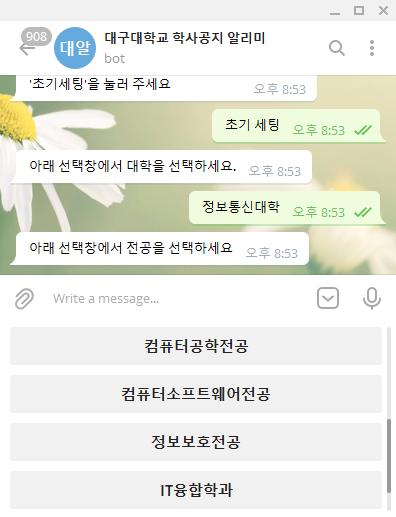 908
대알
대구대학교 학사공지 알리미
bot
'초기세팅'을 눌러 주세요
오후 8:53
초기 세팅 오후 8:53
아래 선택창에서 대학을 선택하세요. 오후 8:53
정보통신대학 오후 8:53
아래 선택창에서 전공을 선택하세요 오후 8:53
Write a message...
컴퓨터공학전공
컴퓨터소프트웨어전공
정보보호전공
IT융합학과